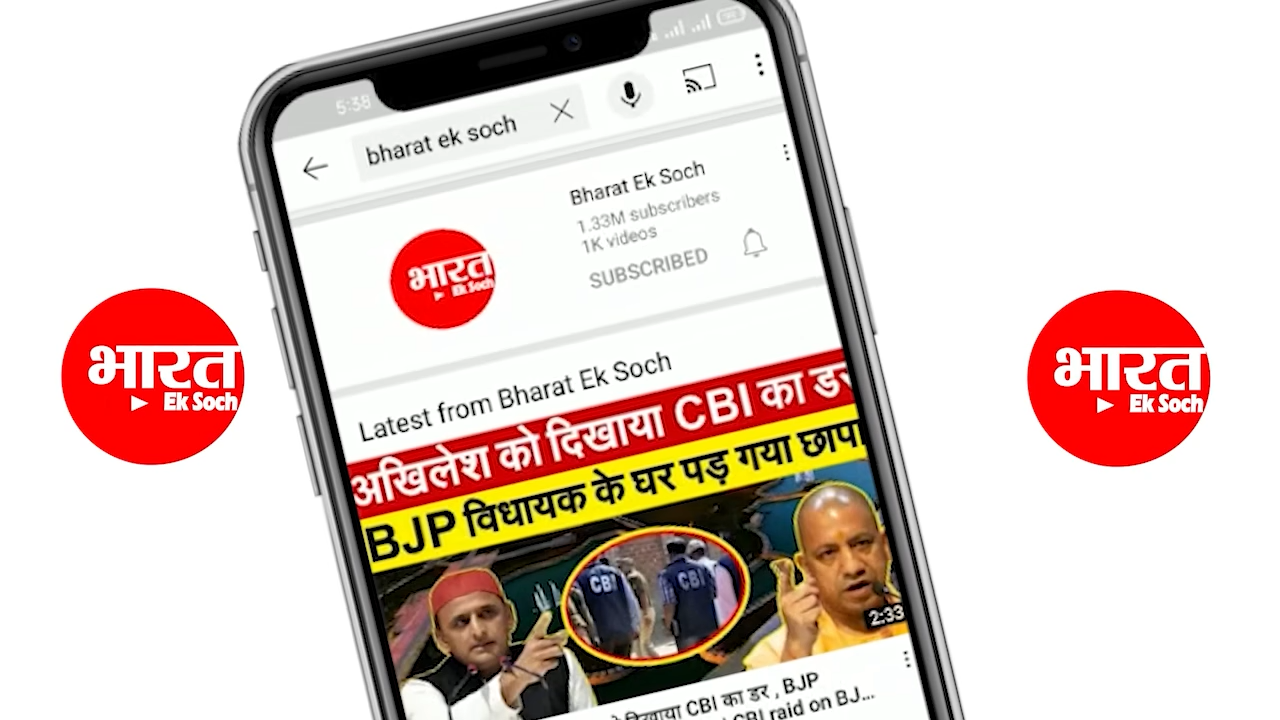 5:38
bharat ek soch
Bharat Ek Soch
1.33M subscribers
1K videos
SUBSCRIBED
भारत
Ek Soch
Latest from Bharat Ek Soch
अखिलेश को दिखाया CBI का डर
BJP विधायक के घर पड़ गया छापा
CBI
CBI
2:33
दिखाया CBI का डर , BJP
CBI raid on BJ...
भारत
Ek Soch
भारत
Ek Soch